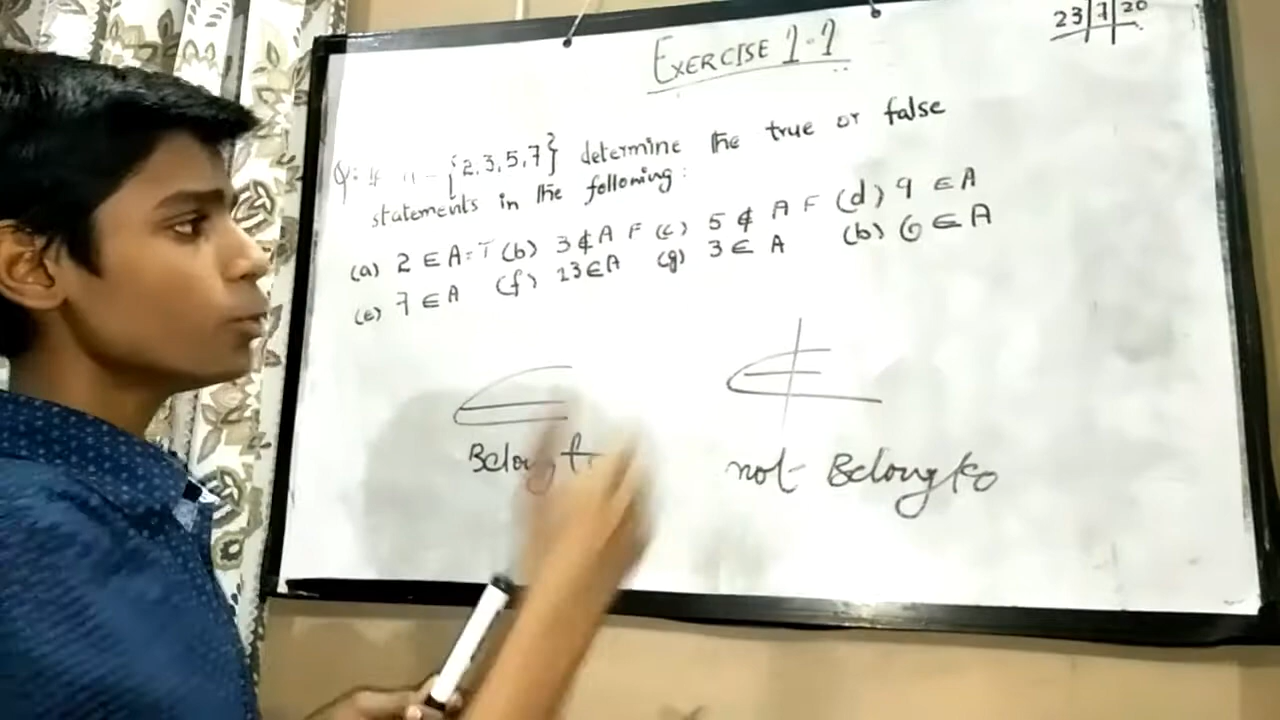 23/7/20
EXERCISE 1.1
Q: If A = {2,3,5,7} determine the true or false
statements in the following:
(a) 2 ∈ A:T (b) 3 ∉ A F (c) 5 ∉ A F (d) 9 ∈ A
(e) 7 ∈ A (f) 13 ∈ A (g) 3 ∈ A (b) 6 ∈ A
∈ ∉
Belong to not Belong to